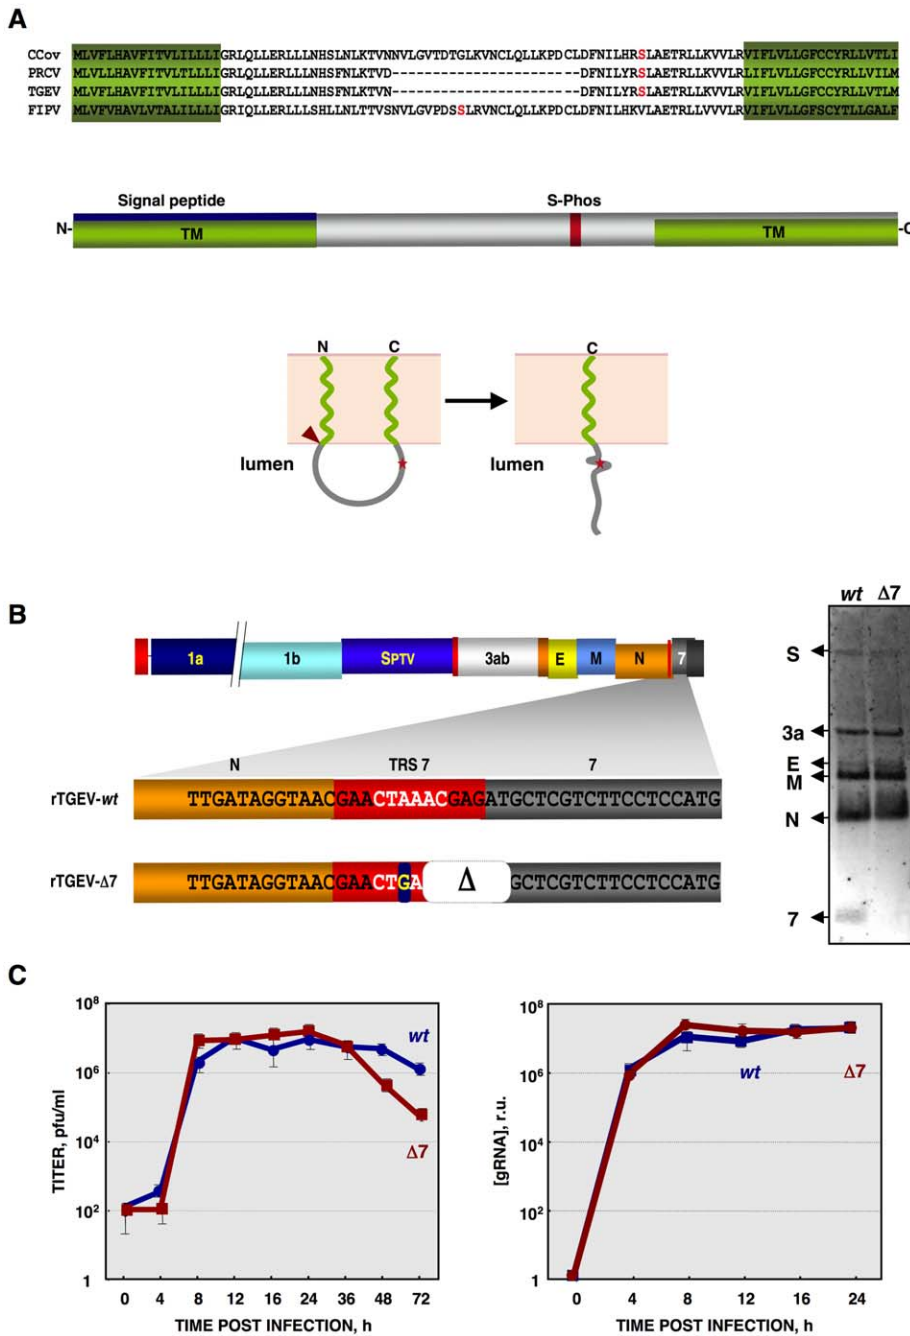 A
CCov MLVFLHAVFITVLILLLIGRLQLLERLLLNHSFNLKTVNNVLGVTDTGLKVNCLQLLKPDCLDFNILHRSLAETRLLKVVLRVIFLVLLGFCCYRLLVTLI
PRCV MLVLLHAVFITVLTLLLIGRLQLLERLLLNHSFNLKTVD-----------------------DFNILYRSLAETRLLKVVLRLIFLVLLGFCCYRLLVILM
TGEV MLVFLHAVFITVLILLLIGRLQLLERLLLNHSFNLKTVN-----------------------DFNILYRSLAETRLLKVVLRVIFLVLLGFCCYRLLVTLM
FIPV MLVFVHAVLVTALILLLIGRIQLLERLLLSHLLNLTTVSNVLGVPDSSLRVNCLQLLKPDCLDFNILHKVLAETRLLVVVLRVIFLVLLGFSCYTLLGALF
Signal peptide S-Phos
N- TM TM -C
N C C
lumen lumen
B
wt Δ7
1a 1b SPTV 3ab E M N 7
S
3a
E
M
N
7
N TRS 7 7
rTGEV-wt TTGATAGGTAACGAACTAAACGAGATGCTCGTCTTCCTCCATG
rTGEV-Δ7 TTGATAGGTAACGAACTGA Δ GCTCGTCTTCCTCCATG
C
TITER, pfu/ml
10⁸
10⁶
10⁴
10²
1
wt
Δ7
0 4 8 12 16 24 36 48 72
TIME POST INFECTION, h
[gRNA], r.u.
10⁸
10⁶
10⁴
10²
1
wt
Δ7
0 4 8 12 16 24
TIME POST INFECTION, h